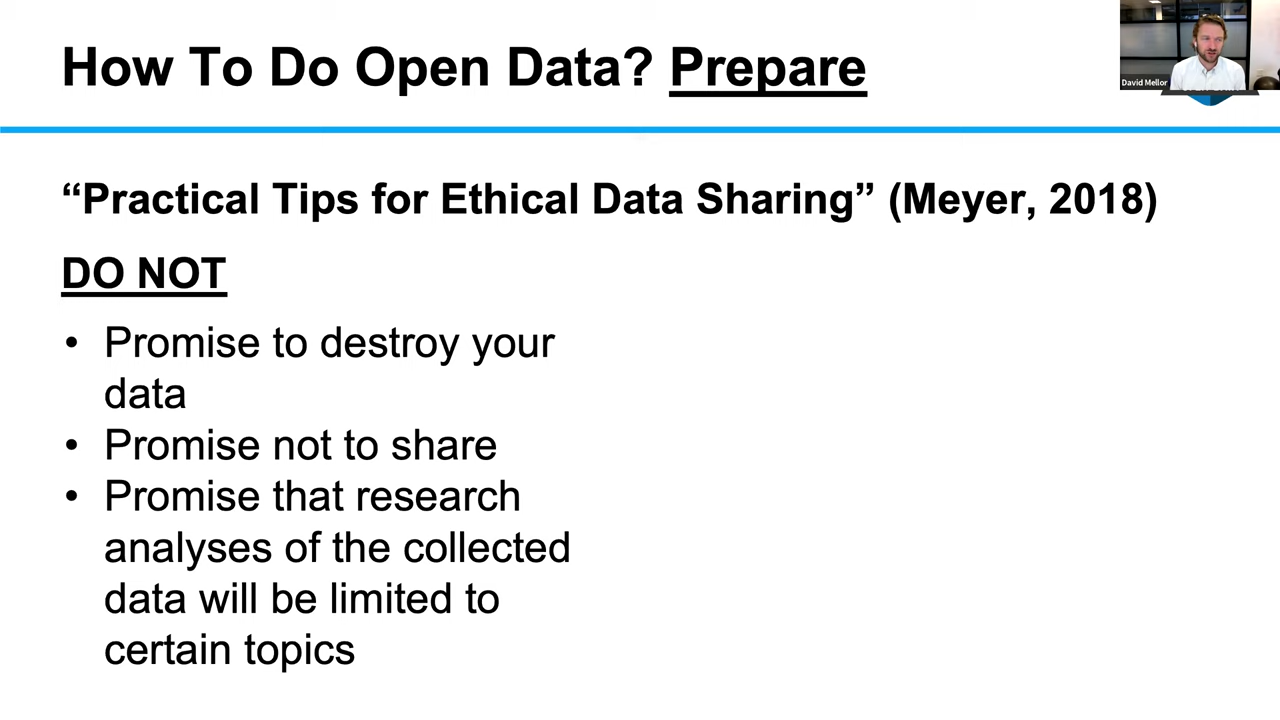 How To Do Open Data? Prepare
David Mellor
“Practical Tips for Ethical Data Sharing” (Meyer, 2018)
DO NOT
• Promise to destroy your
data
• Promise not to share
• Promise that research
analyses of the collected
data will be limited to
certain topics